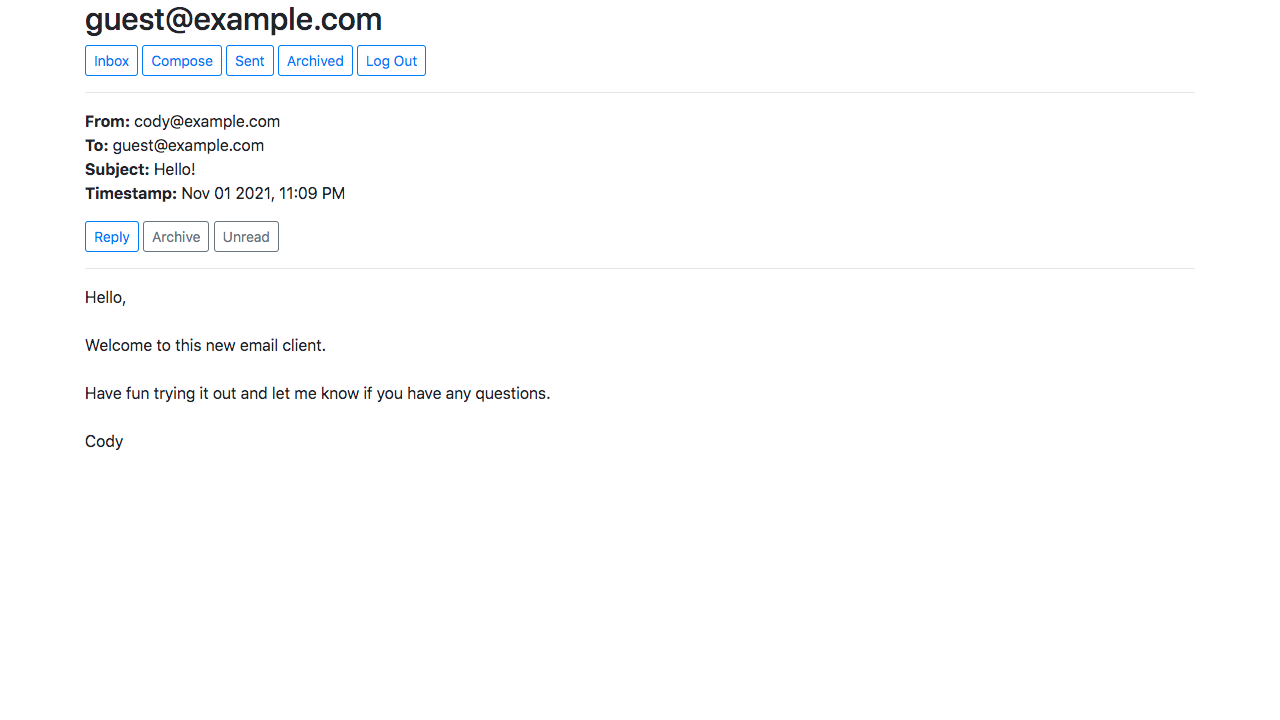 guest@example.com
Inbox Compose Sent Archived Log Out
From: cody@example.com
To: guest@example.com
Subject: Hello!
Timestamp: Nov 01 2021, 11:09 PM
Reply Archive Unread
Hello,
Welcome to this new email client.
Have fun trying it out and let me know if you have any questions.
Cody